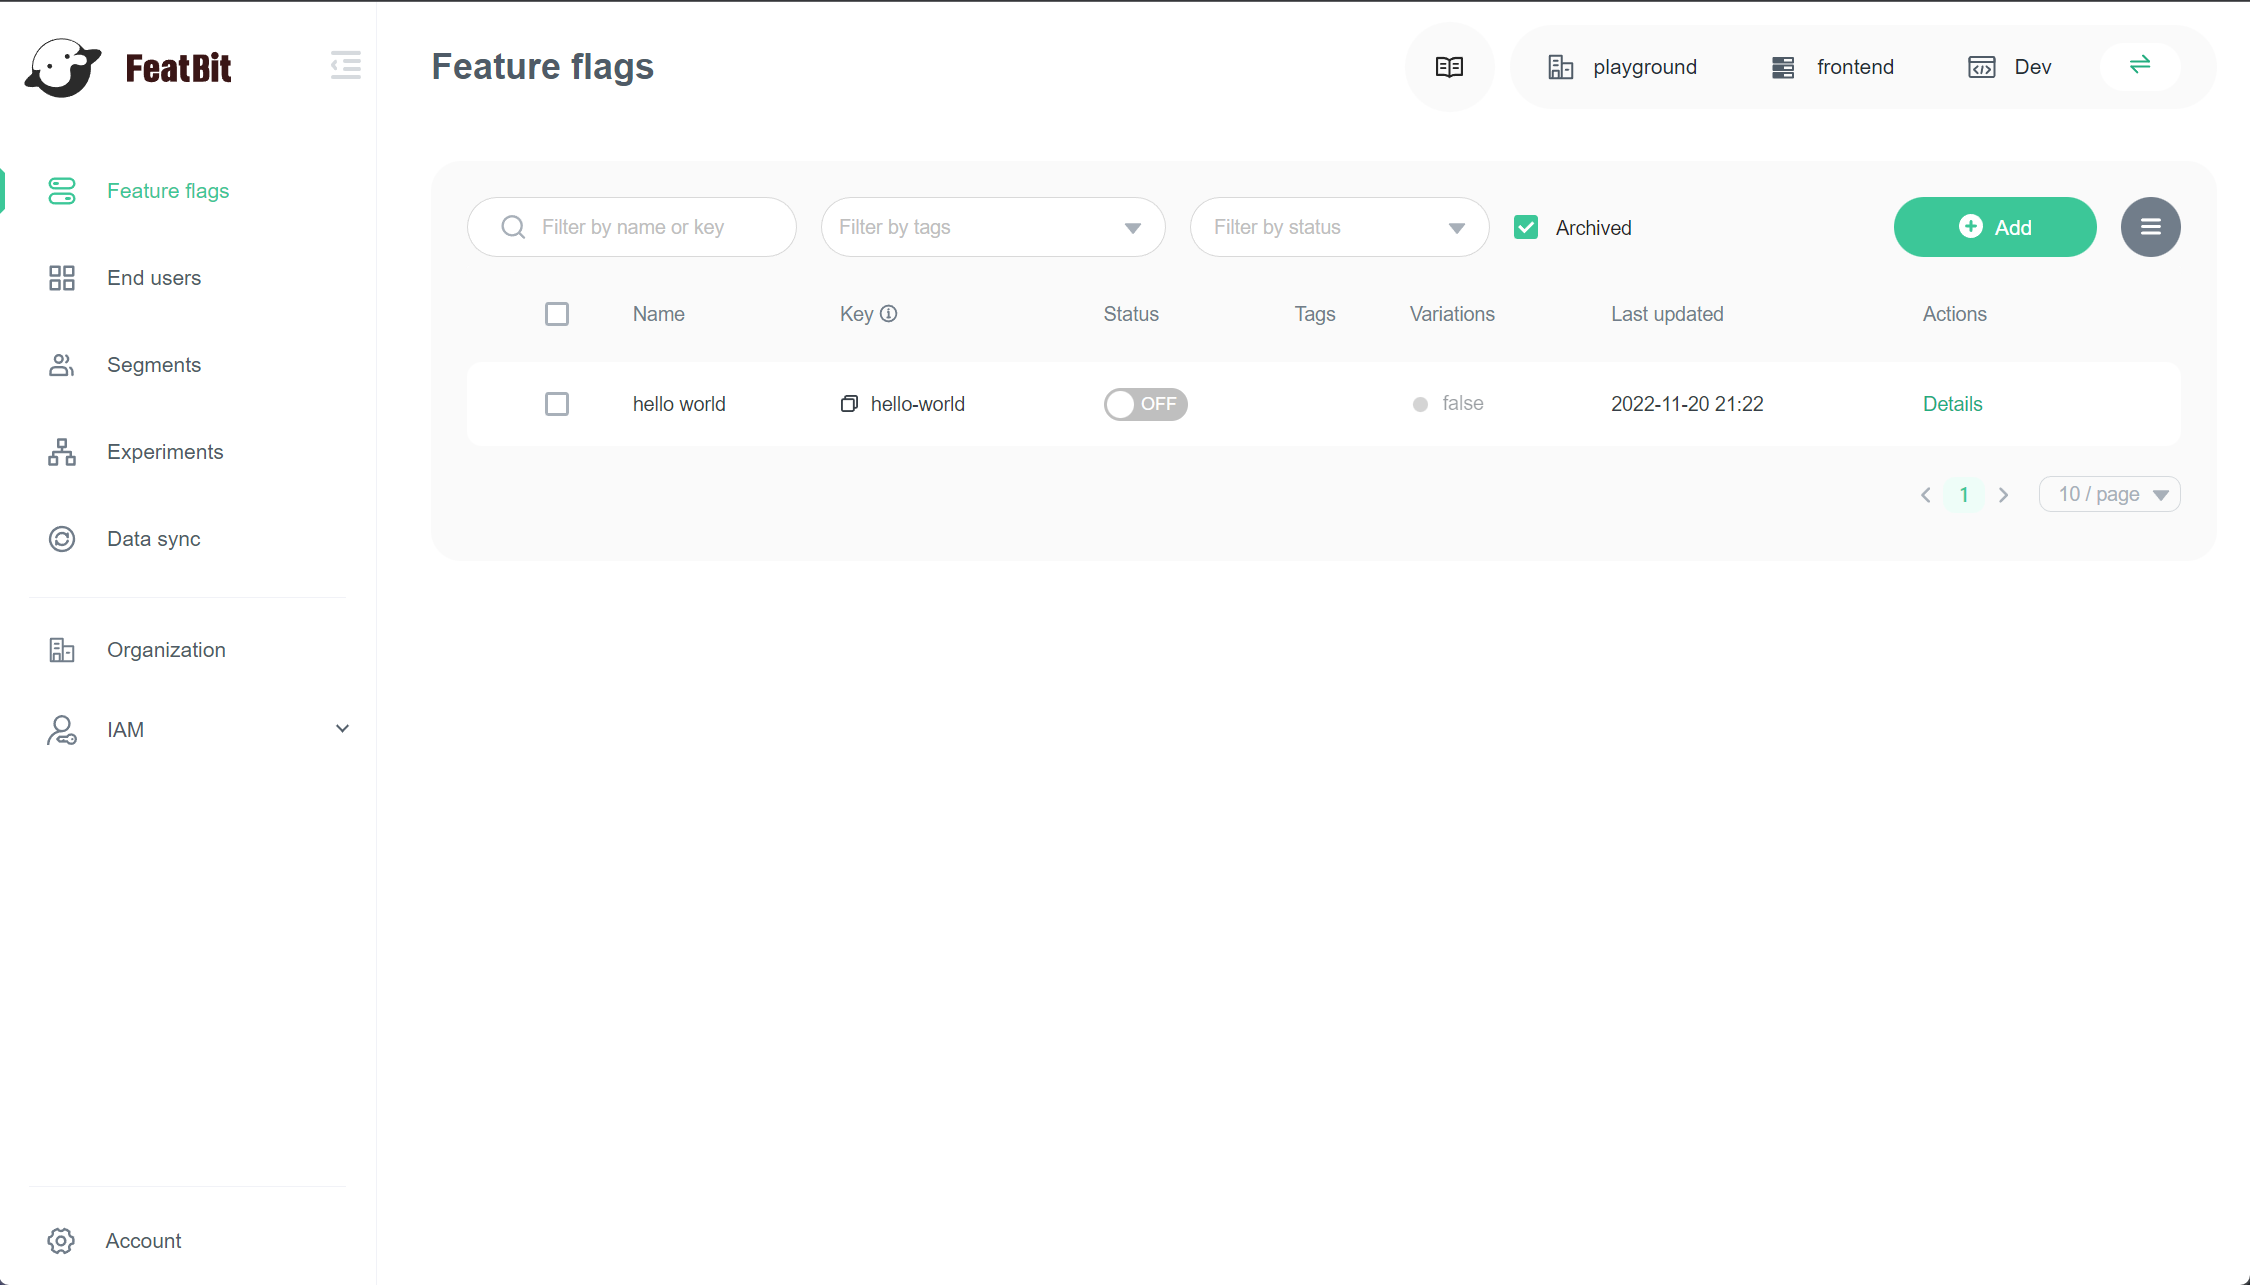 FeatBit
Feature flags
playground
frontend
Dev
Feature flags
End users
Segments
Experiments
Data sync
Organization
IAM
Account
Filter by name or key
Filter by tags
Filter by status
Archived
Add
Name Key Status Tags Variations Last updated Actions
hello world hello-world OFF false 2022-11-20 21:22 Details
1 10 / page